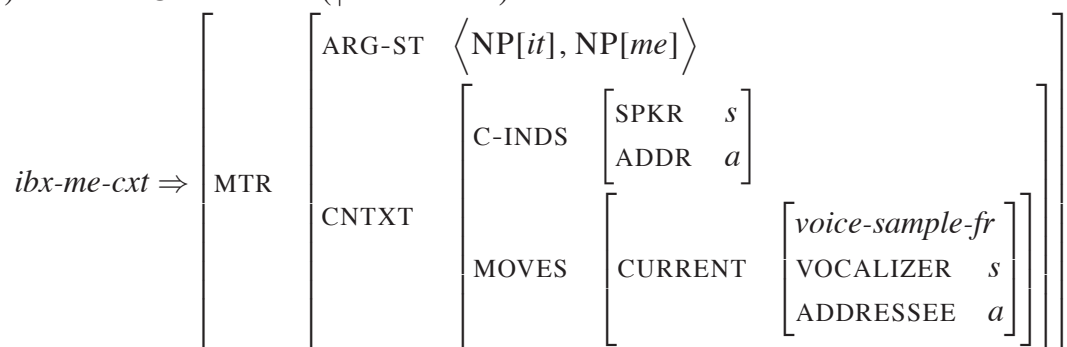 ARG-ST ⟨NP[it], NP[me]⟩
C-INDS [SPKR s
ADDR a]
ibx-me-cxt ⇒ [MTR
CNTXT
MOVES [CURRENT [voice-sample-fr
VOCALIZER s
ADDRESSEE a]]